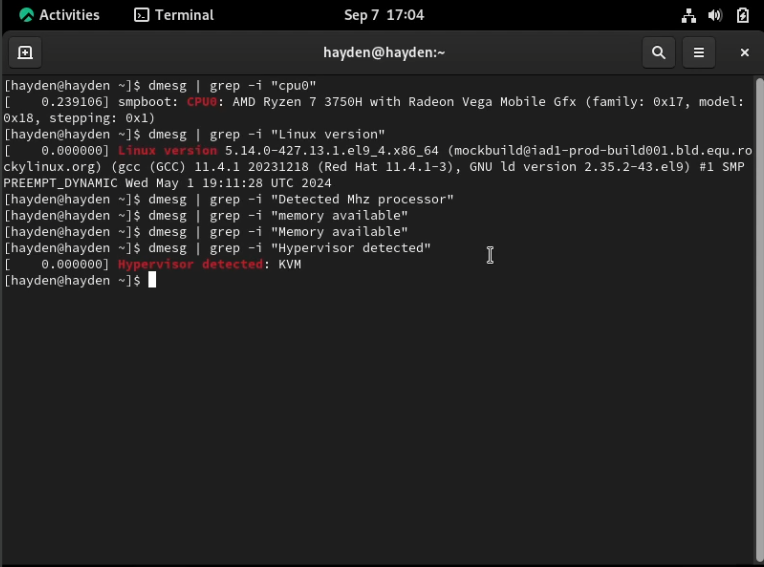 Activities Terminal Sep 7 17:04
hayden@hayden:~
[hayden@hayden ~]$ dmesg | grep -i "cpu0"
[    0.239106] smpboot: CPU0: AMD Ryzen 7 3750H with Radeon Vega Mobile Gfx (family: 0x17, model:
0x18, stepping: 0x1)
[hayden@hayden ~]$ dmesg | grep -i "Linux version"
[    0.000000] Linux version 5.14.0-427.13.1.el9_4.x86_64 (mockbuild@iad1-prod-build001.bld.equ.ro
ckylinux.org) (gcc (GCC) 11.4.1 20231218 (Red Hat 11.4.1-3), GNU ld version 2.35.2-43.el9) #1 SMP
PREEMPT_DYNAMIC Wed May 1 19:11:28 UTC 2024
[hayden@hayden ~]$ dmesg | grep -i "Detected Mhz processor"
[hayden@hayden ~]$ dmesg | grep -i "memory available"
[hayden@hayden ~]$ dmesg | grep -i "Memory available"
[hayden@hayden ~]$ dmesg | grep -i "Hypervisor detected"
[    0.000000] Hypervisor detected: KVM
[hayden@hayden ~]$